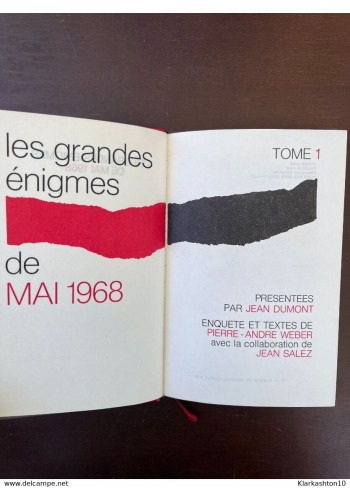 les grandes
énigmes
de
MAI 1968
TOME 1
PRESENTEES
PAR JEAN DUMONT
ENQUETE ET TEXTES DE
PIERRE-ANDRE WEBER
avec la collaboration de
JEAN SALEZ
www.delcampe.net
Klarkashton10